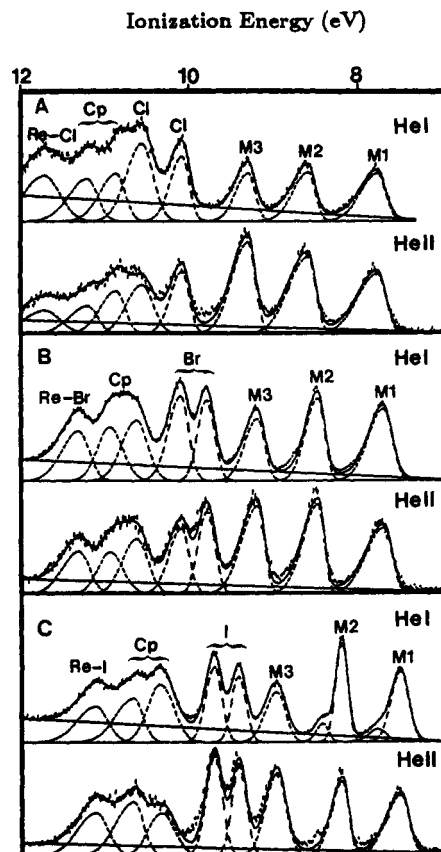 Ionization Energy (eV)
12 10 8
A HeI
Re-Cl Cp Cl Cl M3 M2 M1
HeII
B HeI
Re-Br Cp Br M3 M2 M1
HeII
C HeI
Re-I Cp I M3 M2 M1
HeII